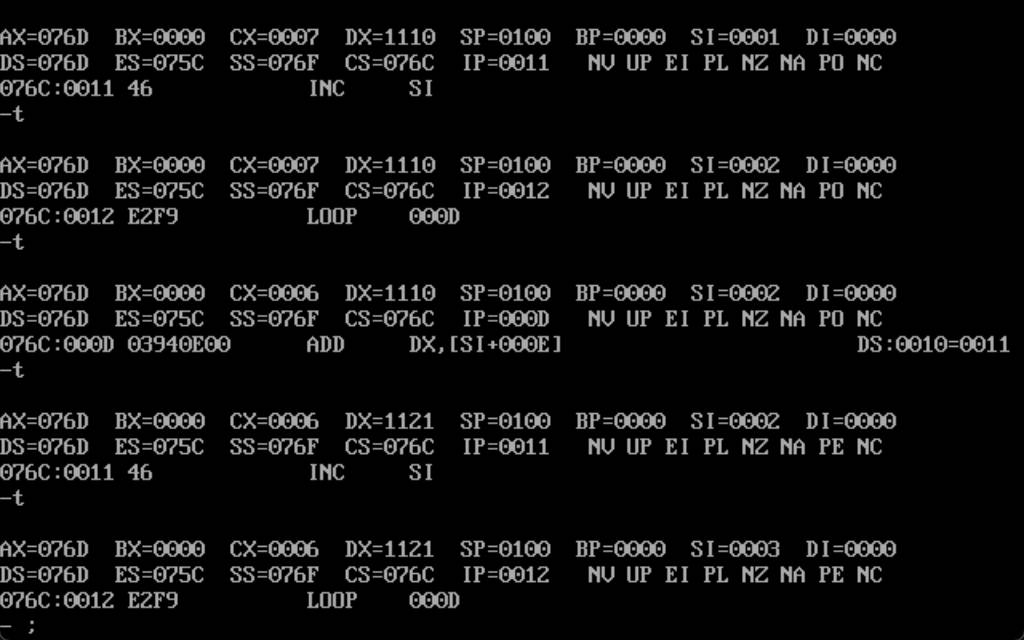 AX=076D  BX=0000  CX=0007  DX=1110  SP=0100  BP=0000  SI=0001  DI=0000
DS=076D  ES=075C  SS=076F  CS=076C  IP=0011   NV UP EI PL NZ NA PO NC
076C:0011 46            INC     SI
-t
AX=076D  BX=0000  CX=0007  DX=1110  SP=0100  BP=0000  SI=0002  DI=0000
DS=076D  ES=075C  SS=076F  CS=076C  IP=0012   NV UP EI PL NZ NA PO NC
076C:0012 E2F9          LOOP    000D
-t
AX=076D  BX=0000  CX=0006  DX=1110  SP=0100  BP=0000  SI=0002  DI=0000
DS=076D  ES=075C  SS=076F  CS=076C  IP=000D   NV UP EI PL NZ NA PO NC
076C:000D 03940E00      ADD     DX,[SI+000E]                       DS:0010=0011
-t
AX=076D  BX=0000  CX=0006  DX=1121  SP=0100  BP=0000  SI=0002  DI=0000
DS=076D  ES=075C  SS=076F  CS=076C  IP=0011   NV UP EI PL NZ NA PE NC
076C:0011 46            INC     SI
-t
AX=076D  BX=0000  CX=0006  DX=1121  SP=0100  BP=0000  SI=0003  DI=0000
DS=076D  ES=075C  SS=076F  CS=076C  IP=0012   NV UP EI PL NZ NA PE NC
076C:0012 E2F9          LOOP    000D
- ;